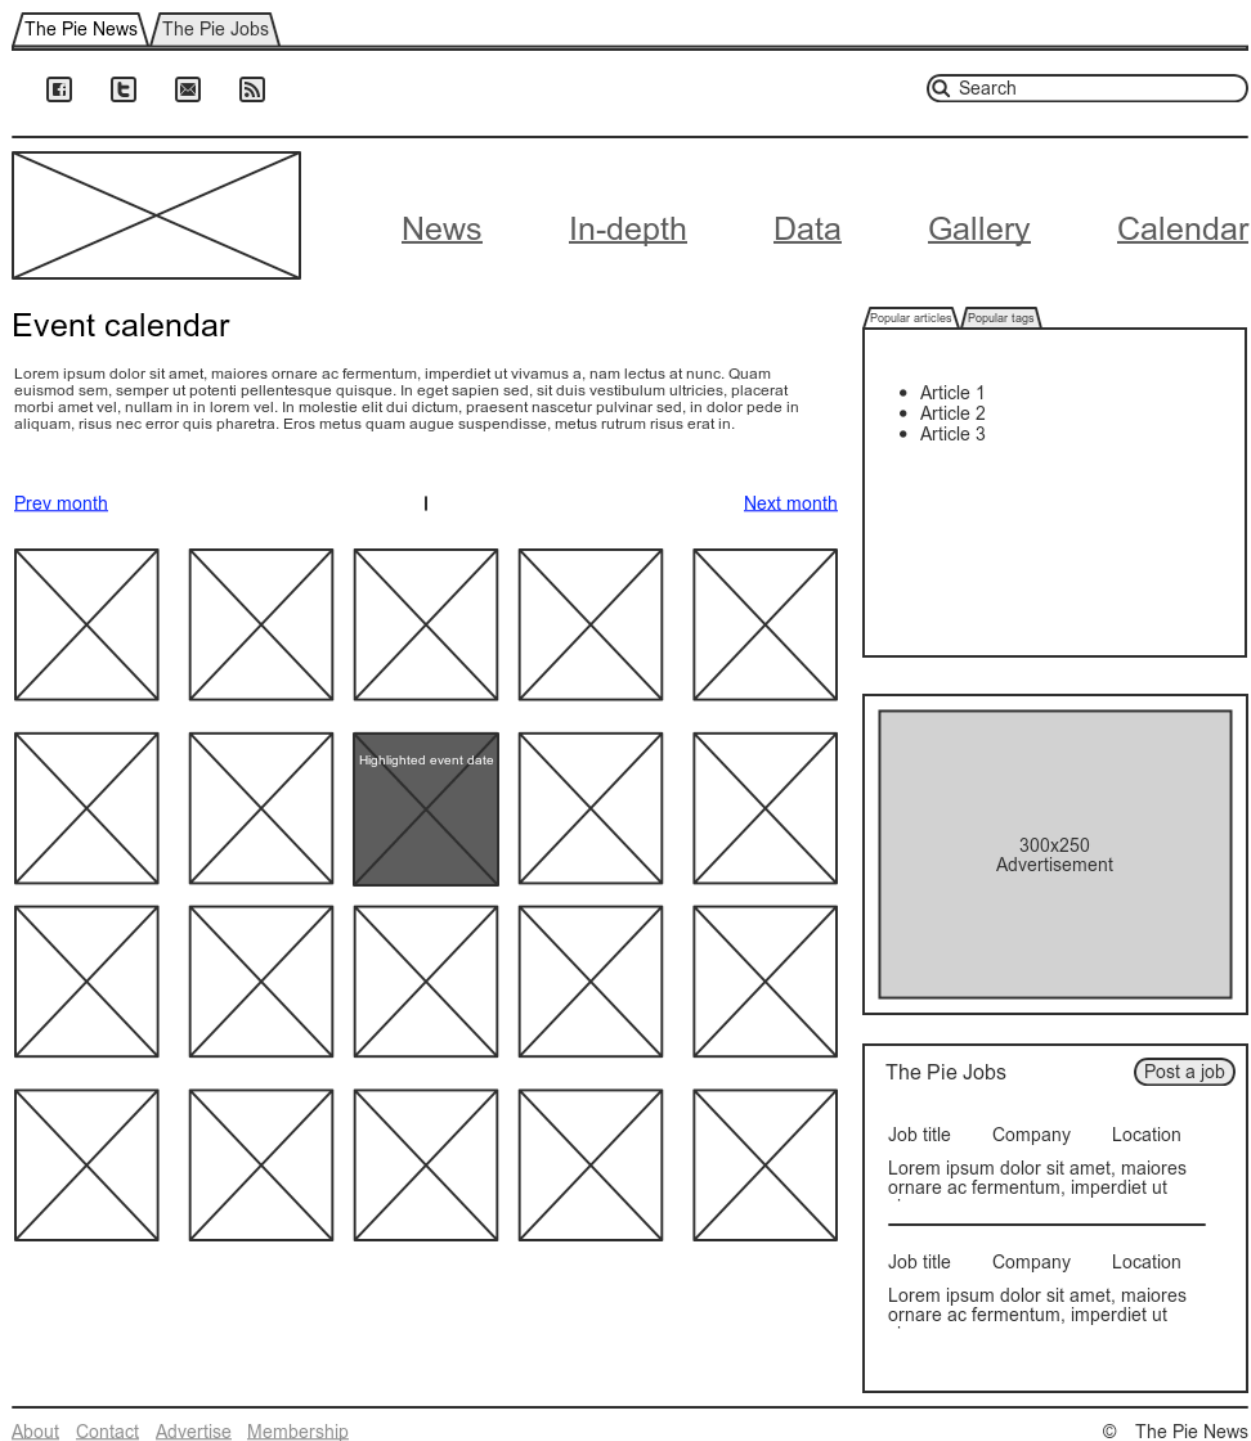 The Pie News
The Pie Jobs
Search
News
In-depth
Data
Gallery
Calendar
Event calendar
Lorem ipsum dolor sit amet, maiores ornare ac fermentum, imperdiet ut vivamus a, nam lectus at nunc. Quam
euismod sem, semper ut potenti pellentesque quisque. In eget sapien sed, sit duis vestibulum ultricies, placerat
morbi amet vel, nullam in in lorem vel. In molestie elit dui dictum, praesent nascetur pulvinar sed, in dolor pede in
aliquam, risus nec error quis pharetra. Eros metus quam augue suspendisse, metus rutrum risus erat in.
Prev month
|
Next month
Highlighted event date
Popular articles
Popular tags
• Article 1
• Article 2
• Article 3
300x250
Advertisement
The Pie Jobs
Post a job
Job title Company Location
Lorem ipsum dolor sit amet, maiores
ornare ac fermentum, imperdiet ut
Job title Company Location
Lorem ipsum dolor sit amet, maiores
ornare ac fermentum, imperdiet ut
About Contact Advertise Membership
© The Pie News